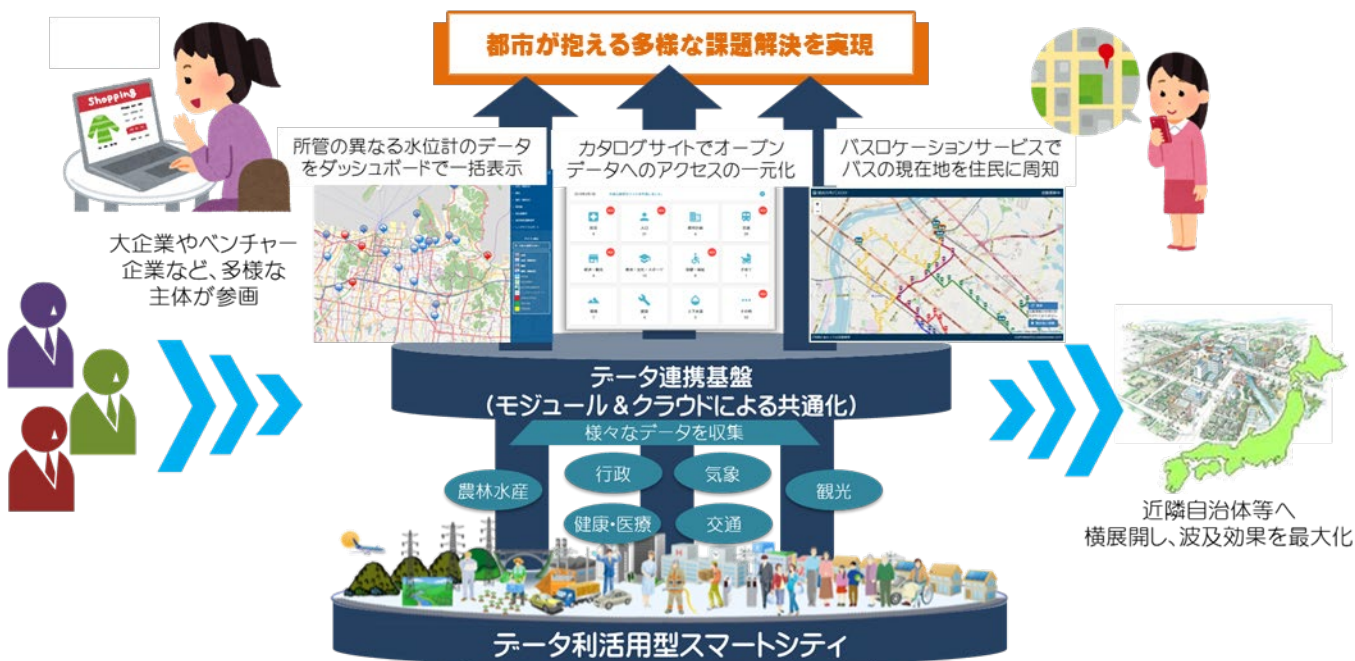 都市が抱える多様な課題解決を実現
Shopping
所管の異なる水位計のデータ
をダッシュボードで一括表示
カタログサイトでオープン
データへのアクセスの一元化
バスロケーションサービスで
バスの現在地を住民に周知
大企業やベンチャー
企業など、多様な
主体が参画
データ連携基盤
(モジュール&クラウドによる共通化)
様々なデータを収集
農林水産
行政
気象
観光
健康・医療
交通
近隣自治体等へ
横展開し、波及効果を最大化
データ利活用型スマートシティ